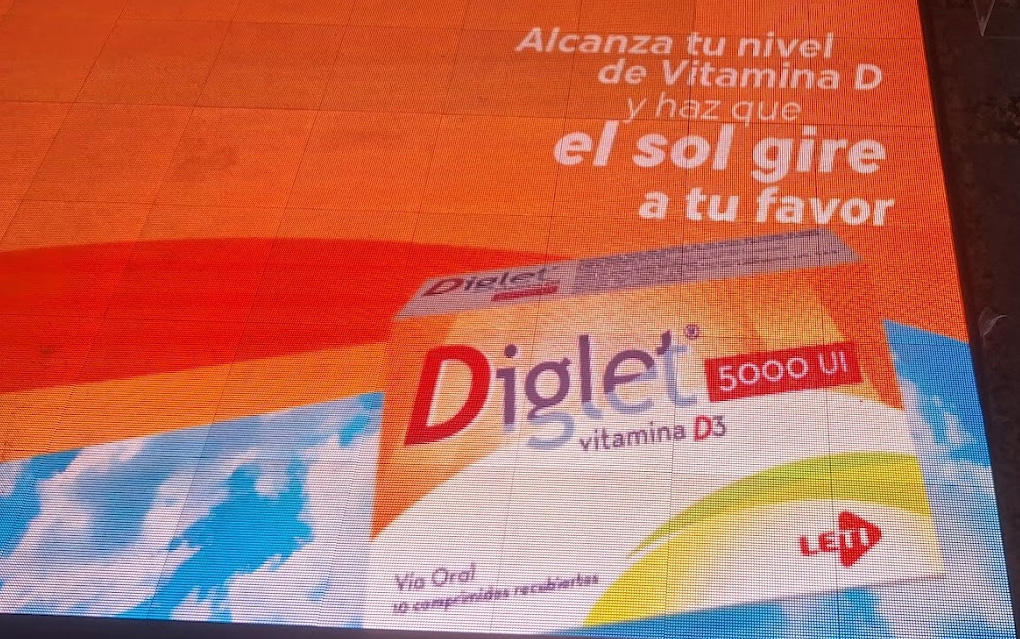 Alcanza tu nivel
de Vitamina D
y haz que
el sol gire
a tu favor
Diglet
Diglet® 5000 UI
vitamina D3
LETI
Vía Oral
10 comprimidos recubiertos